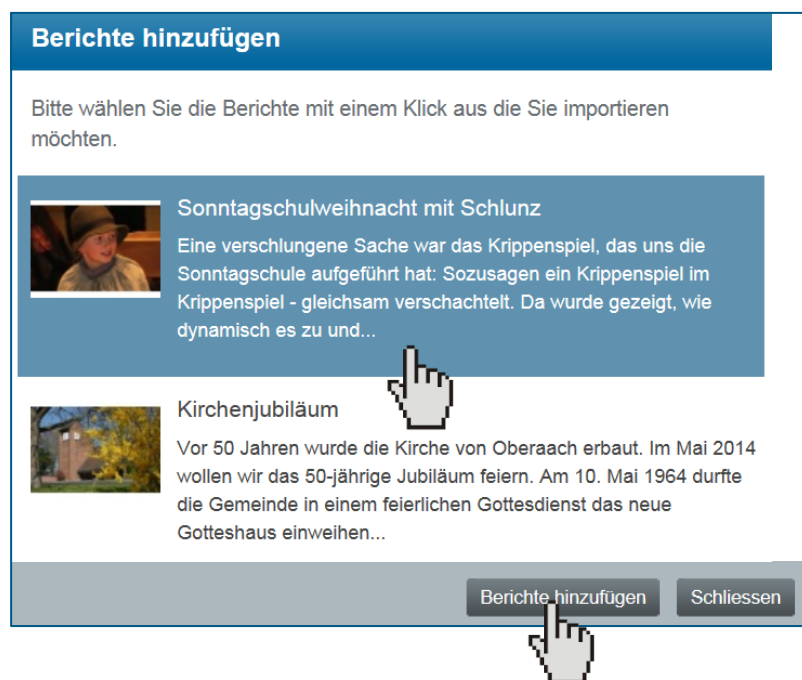 Berichte hinzufügen
Bitte wählen Sie die Berichte mit einem Klick aus die Sie importieren
möchten.
Sonntagschulweihnacht mit Schlunz
Eine verschlungene Sache war das Krippenspiel, das uns die
Sonntagschule aufgeführt hat: Sozusagen ein Krippenspiel im
Krippenspiel - gleichsam verschachtelt. Da wurde gezeigt, wie
dynamisch es zu und...
Kirchenjubiläum
Vor 50 Jahren wurde die Kirche von Oberaach erbaut. Im Mai 2014
wollen wir das 50-jährige Jubiläum feiern. Am 10. Mai 1964 durfte
die Gemeinde in einem feierlichen Gottesdienst das neue
Gotteshaus einweihen...
Berichte hinzufügen
Schliessen